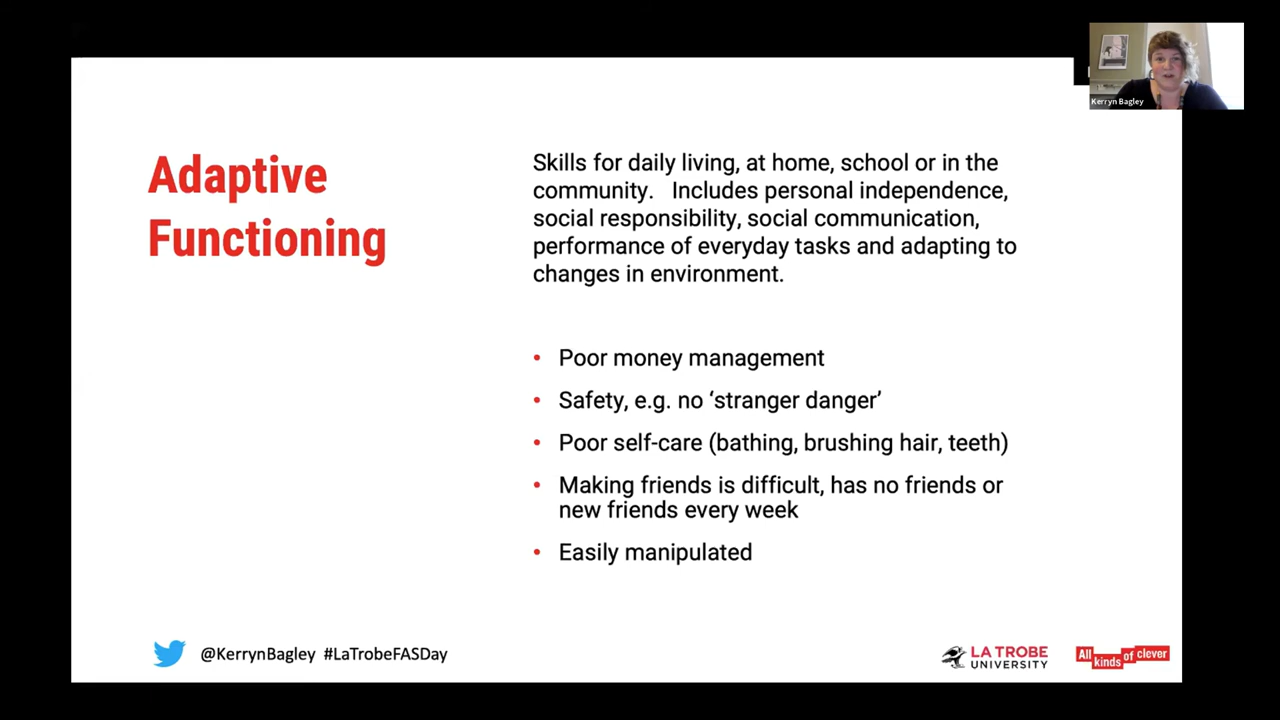 Kerryn Bagley
Adaptive
Functioning
Skills for daily living, at home, school or in the
community.   Includes personal independence,
social responsibility, social communication,
performance of everyday tasks and adapting to
changes in environment.
• Poor money management
• Safety, e.g. no ‘stranger danger’
• Poor self-care (bathing, brushing hair, teeth)
• Making friends is difficult, has no friends or
new friends every week
• Easily manipulated
@KerrynBagley #LaTrobeFASDay
LA TROBE
UNIVERSITY
All kinds of clever